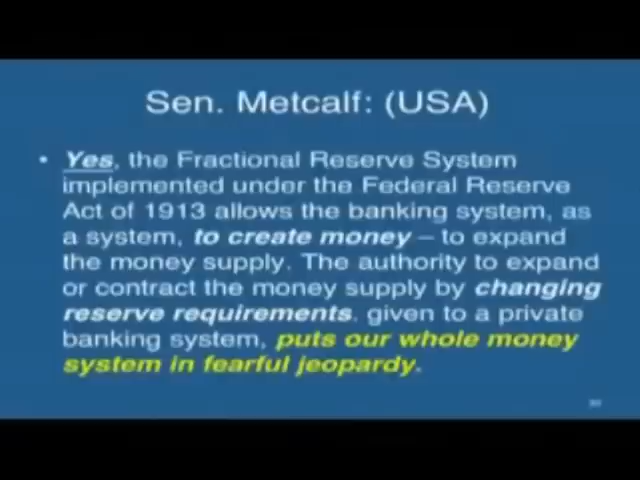 Sen. Metcalf: (USA)
• Yes, the Fractional Reserve System
implemented under the Federal Reserve
Act of 1913 allows the banking system, as
a system, to create money – to expand
the money supply. The authority to expand
or contract the money supply by changing
reserve requirements, given to a private
banking system, puts our whole money
system in fearful jeopardy.